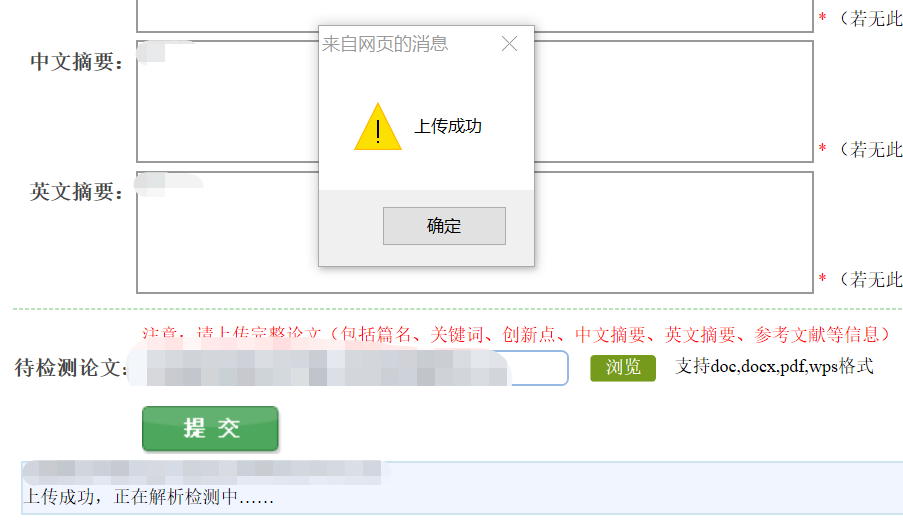 * （若无此
来自网页的消息
中文摘要：
上传成功
* （若无此
英文摘要：
确定
* （若无此
注意：请上传完整论文（包括篇名、关键词、创新点、中文摘要、英文摘要、参考文献等信息）
待检测论文： 浏览 支持doc,docx,pdf,wps格式
提 交
上传成功，正在解析检测中……